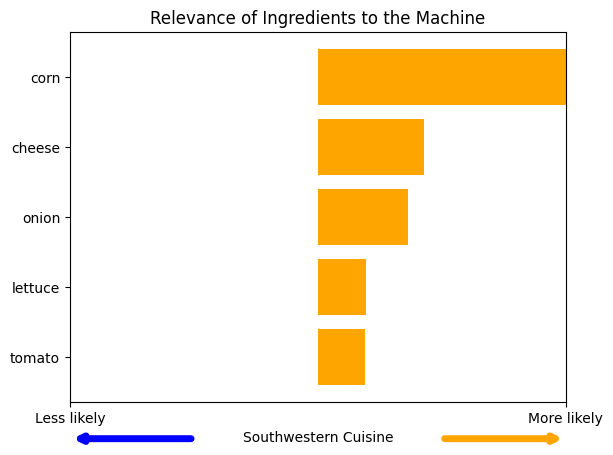 Relevance of Ingredients to the Machine
corn
cheese
onion
lettuce
tomato
Less likely
More likely
Southwestern Cuisine